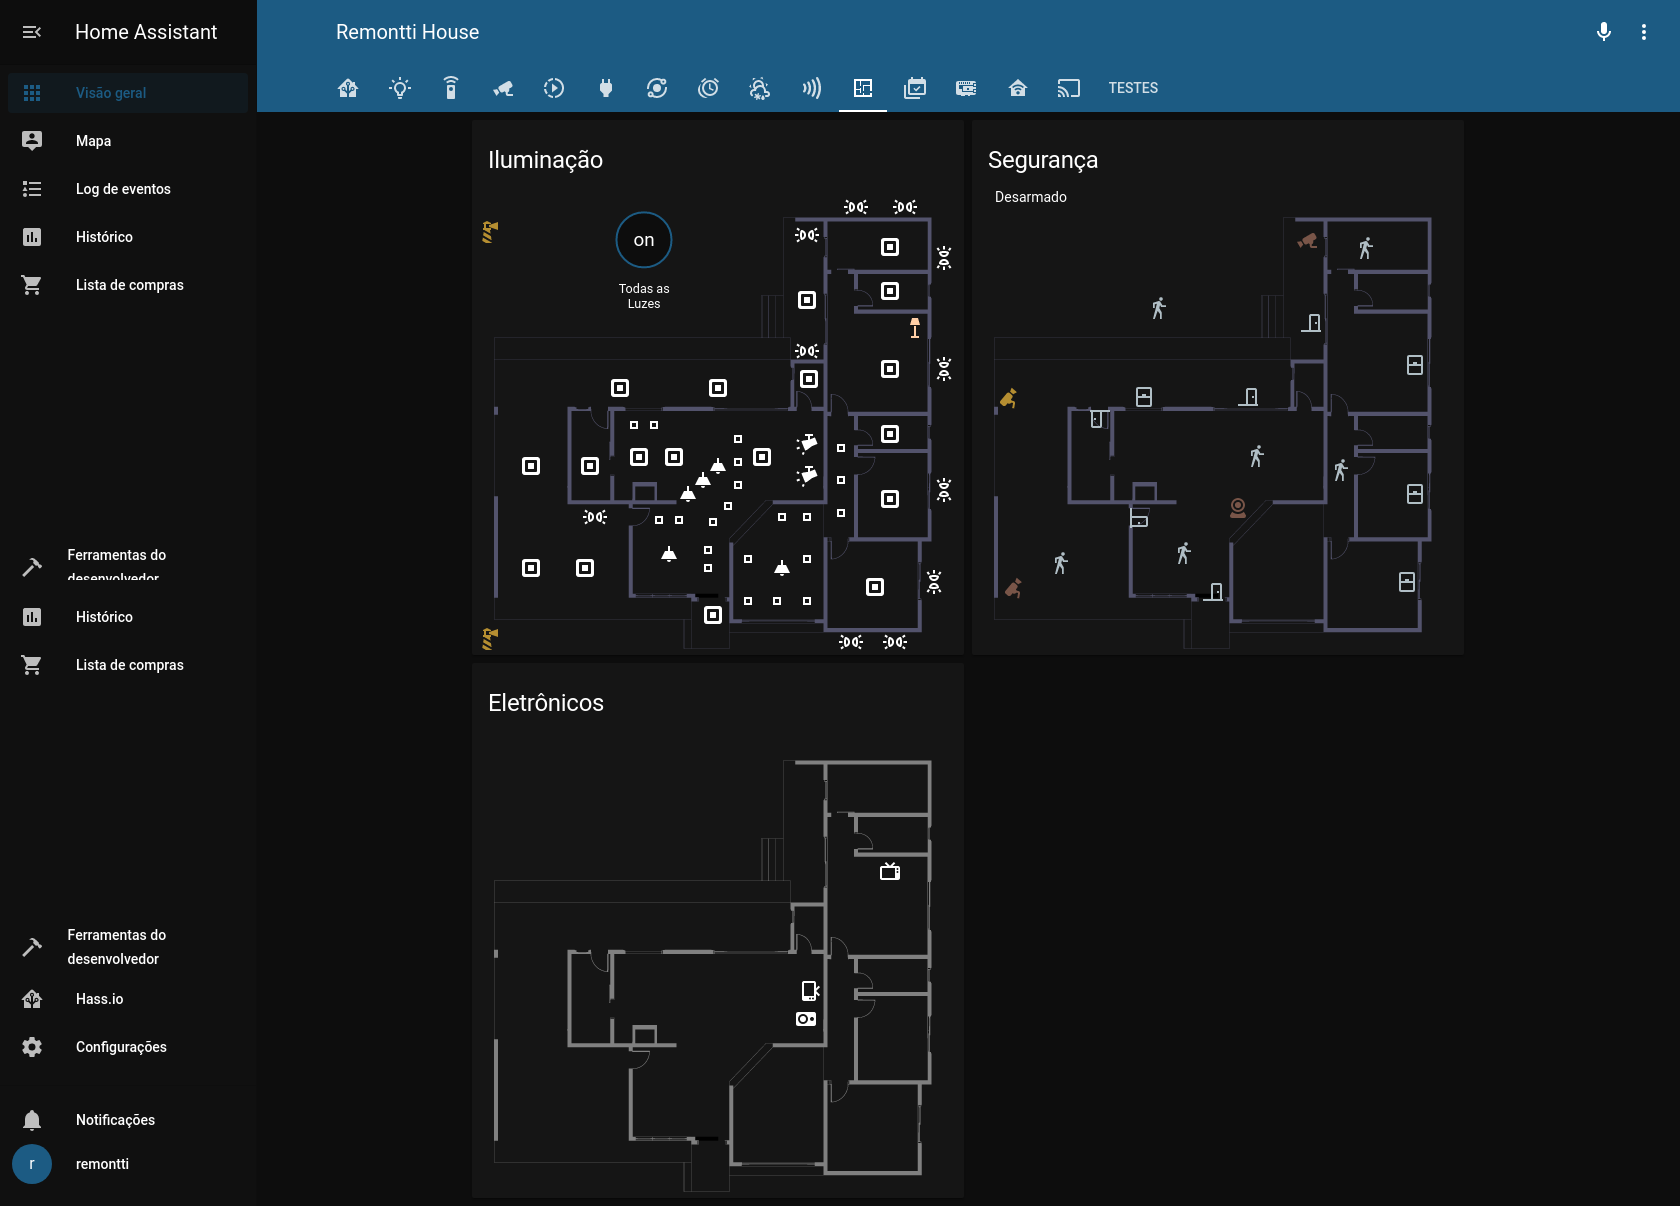 Home Assistant
Remontti House
TESTES
Visão geral
Mapa
Log de eventos
Histórico
Lista de compras
Ferramentas do
desenvolvedor
Histórico
Lista de compras
Ferramentas do
desenvolvedor
Hass.io
Configurações
Notificações
r
remontti
Iluminação
on
Todas as
Luzes
Segurança
Desarmado
Eletrônicos